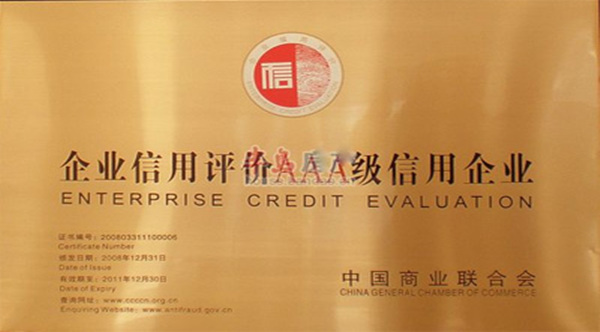 信
ENTERPRISE CREDIT EVALUATION
企业信用评价AAA级信用企业
ENTERPRISE CREDIT EVALUATION
证书编号：200803311100006
Certificate Number
颁发日期：2008年12月31日
Date of Issue
有效期至：2011年12月30日
Date of Expiry
查询网址：www.ccccn.org.cn
Enquiring Website: www.antifraud.gov.cn
中国商业联合会
CHINA GENERAL CHAMBER OF COMMERCE